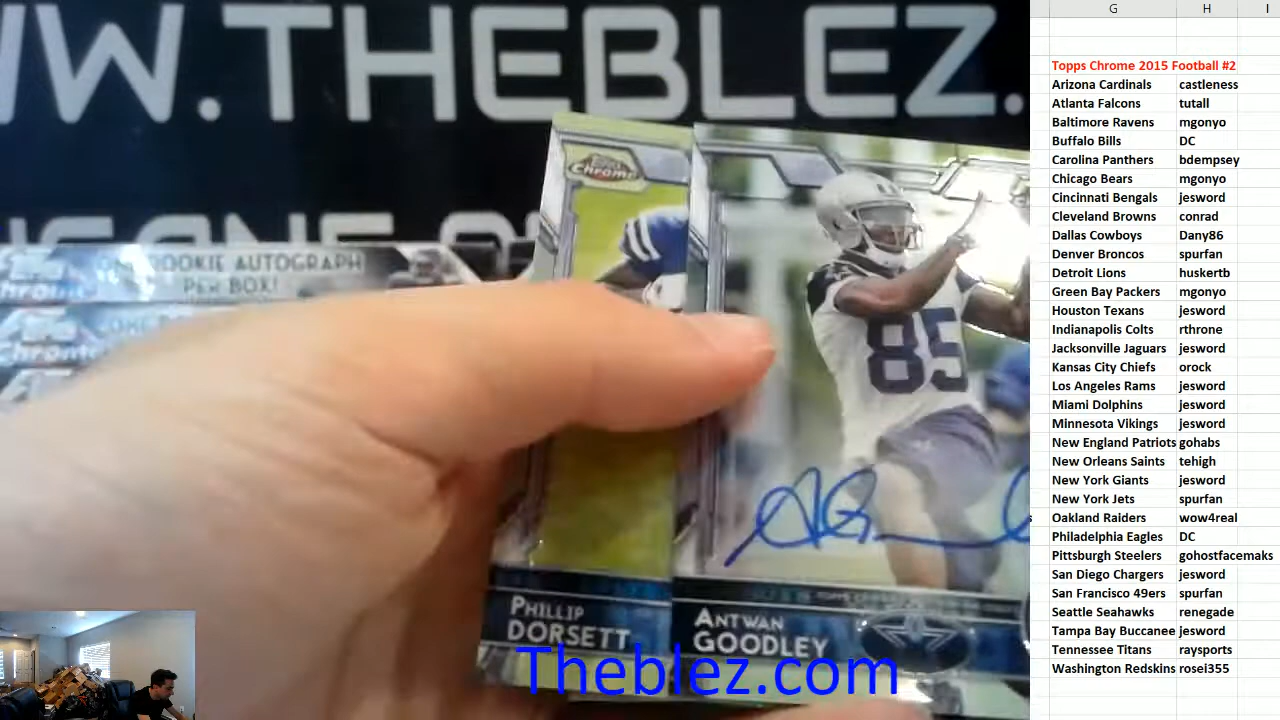 WW.THEBLEZ.
ONE ROOKIE AUTOGRAPH
PER BOX!
Topps
Chrome
85
PHILLIP
DORSETT
ANTWAN
GOODLEY
Theblez.com
G H I
Topps Chrome 2015 Football #2
Arizona Cardinals castleness
Atlanta Falcons tutall
Baltimore Ravens mgonyo
Buffalo Bills DC
Carolina Panthers bdempsey
Chicago Bears mgonyo
Cincinnati Bengals jesword
Cleveland Browns conrad
Dallas Cowboys Dany86
Denver Broncos spurfan
Detroit Lions huskertb
Green Bay Packers mgonyo
Houston Texans jesword
Indianapolis Colts rthrone
Jacksonville Jaguars jesword
Kansas City Chiefs orock
Los Angeles Rams jesword
Miami Dolphins jesword
Minnesota Vikings jesword
New England Patriots gohabs
New Orleans Saints tehigh
New York Giants jesword
New York Jets spurfan
Oakland Raiders wow4real
Philadelphia Eagles DC
Pittsburgh Steelers gohostfacemaks
San Diego Chargers jesword
San Francisco 49ers spurfan
Seattle Seahawks renegade
Tampa Bay Buccanee jesword
Tennessee Titans raysports
Washington Redskins rosei355